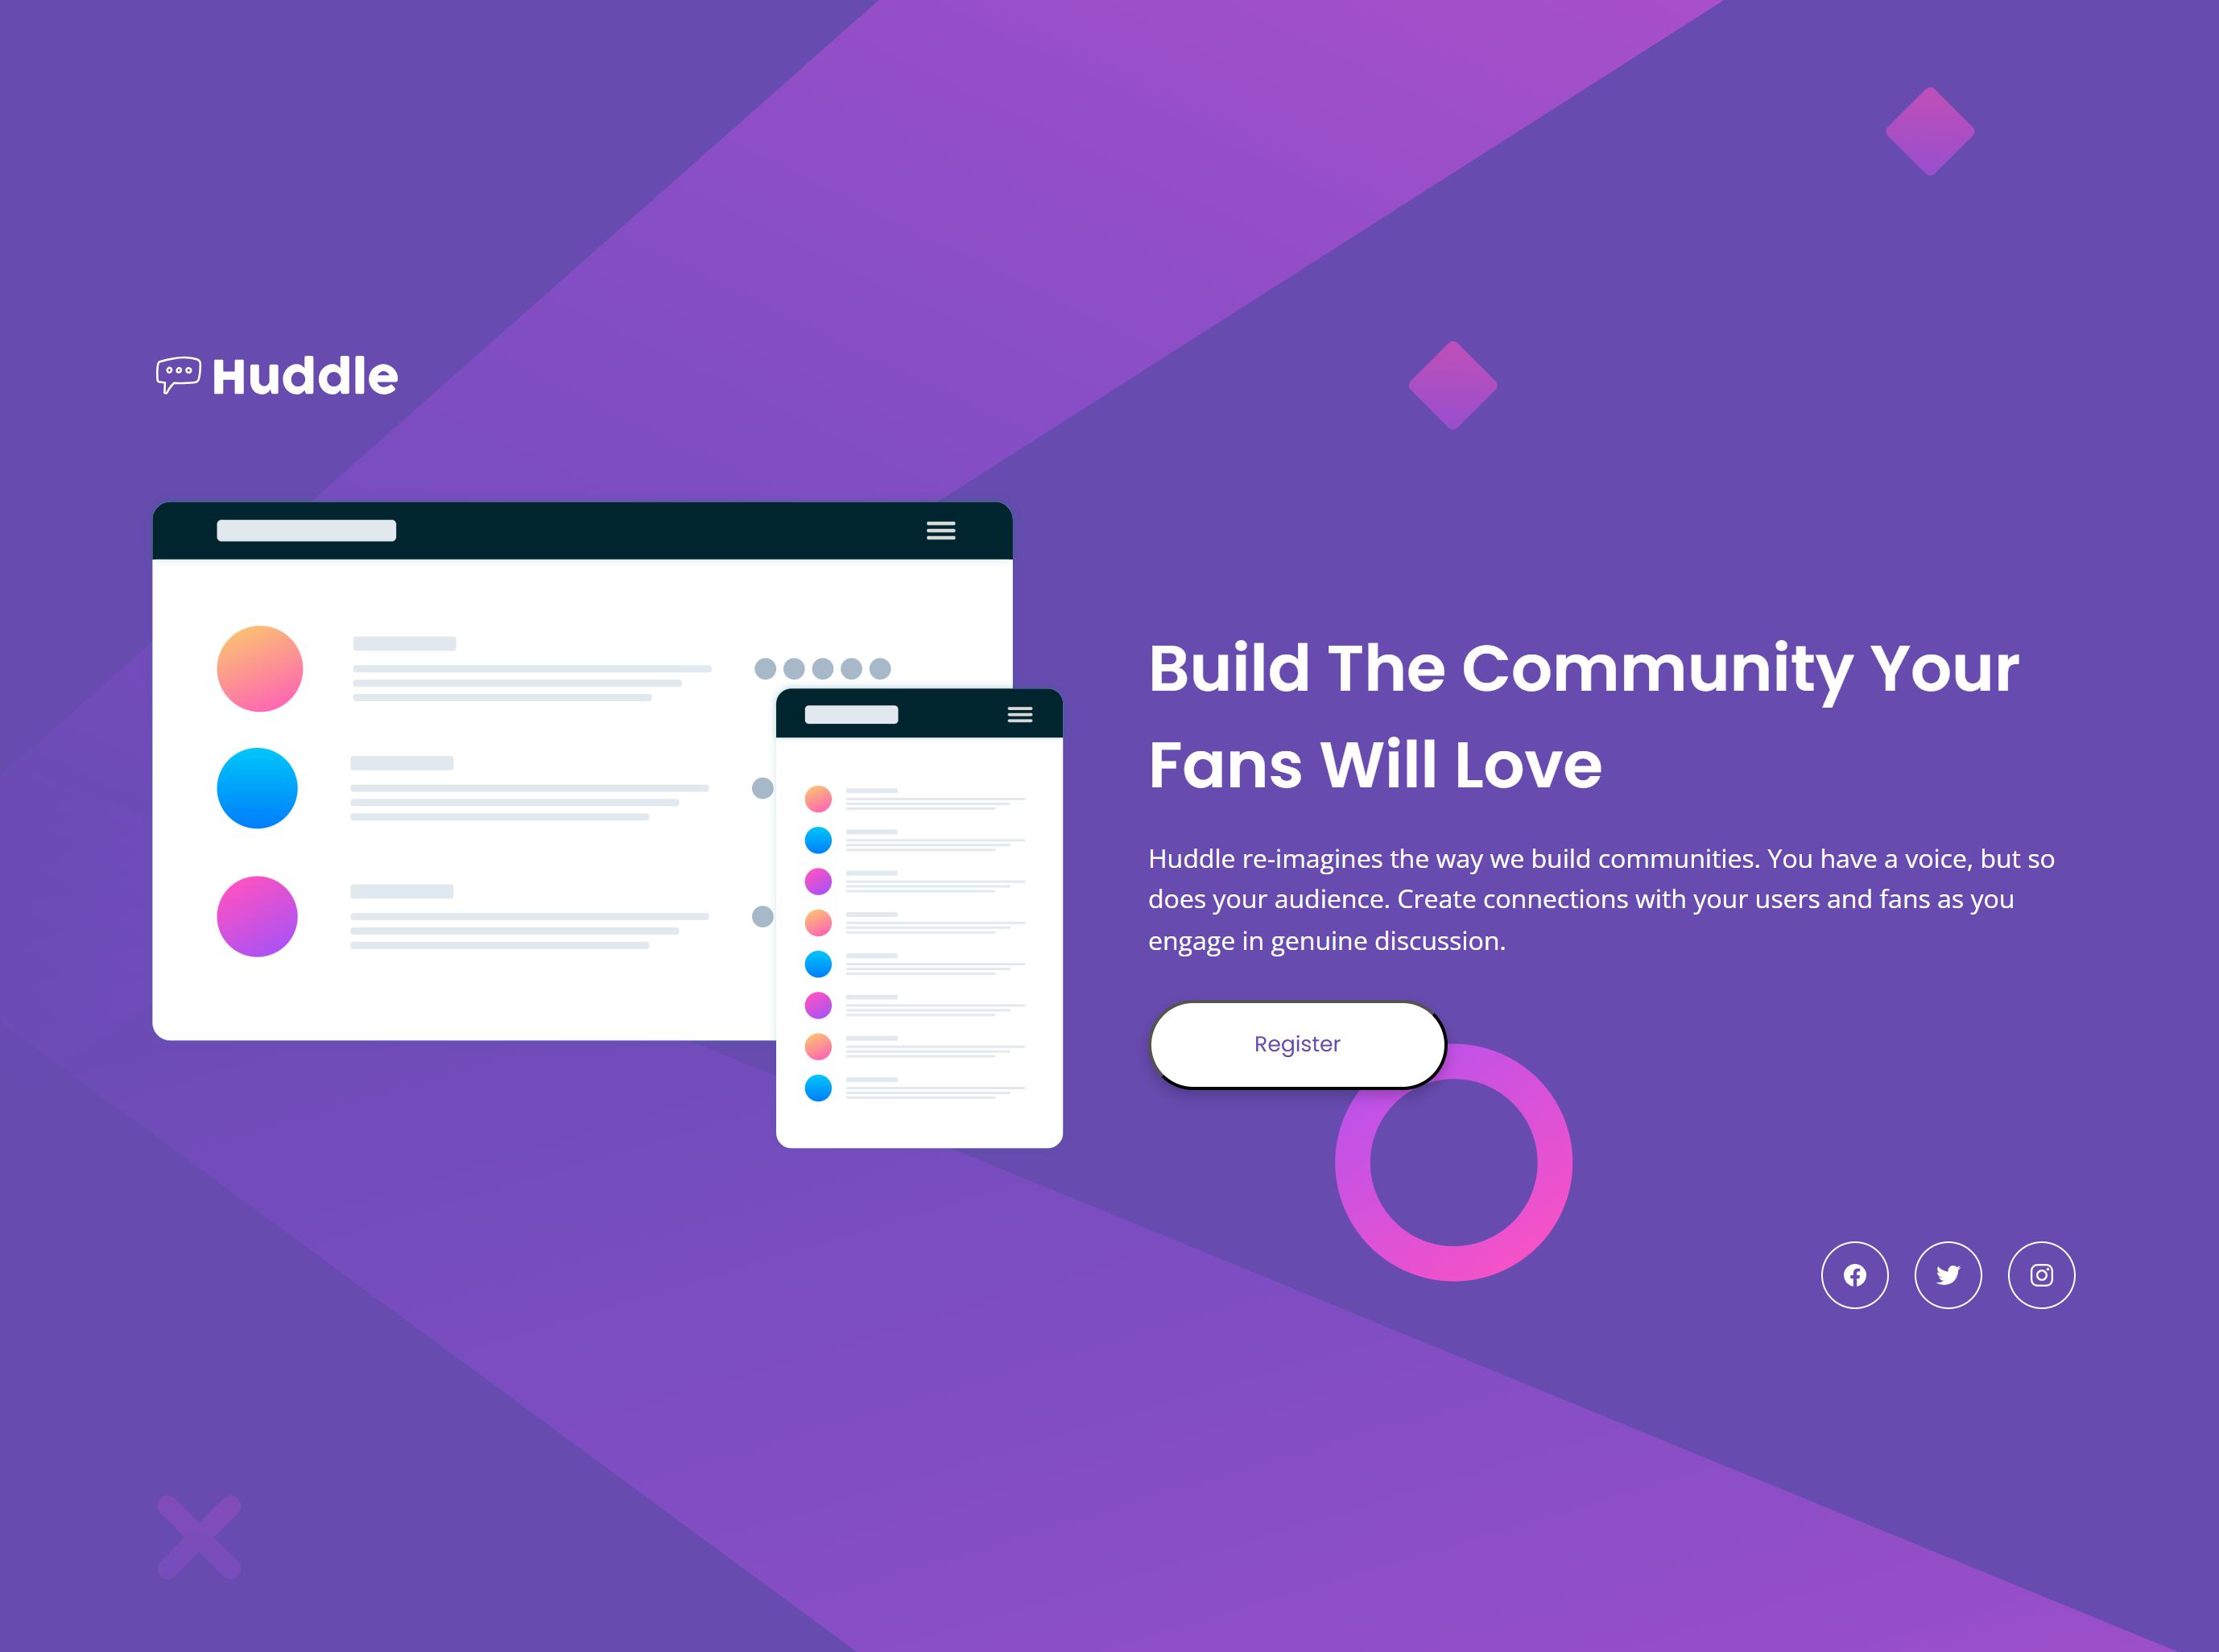 Huddle
Build The Community Your
Fans Will Love
Huddle re-imagines the way we build communities. You have a voice, but so
does your audience. Create connections with your users and fans as you
engage in genuine discussion.
Register